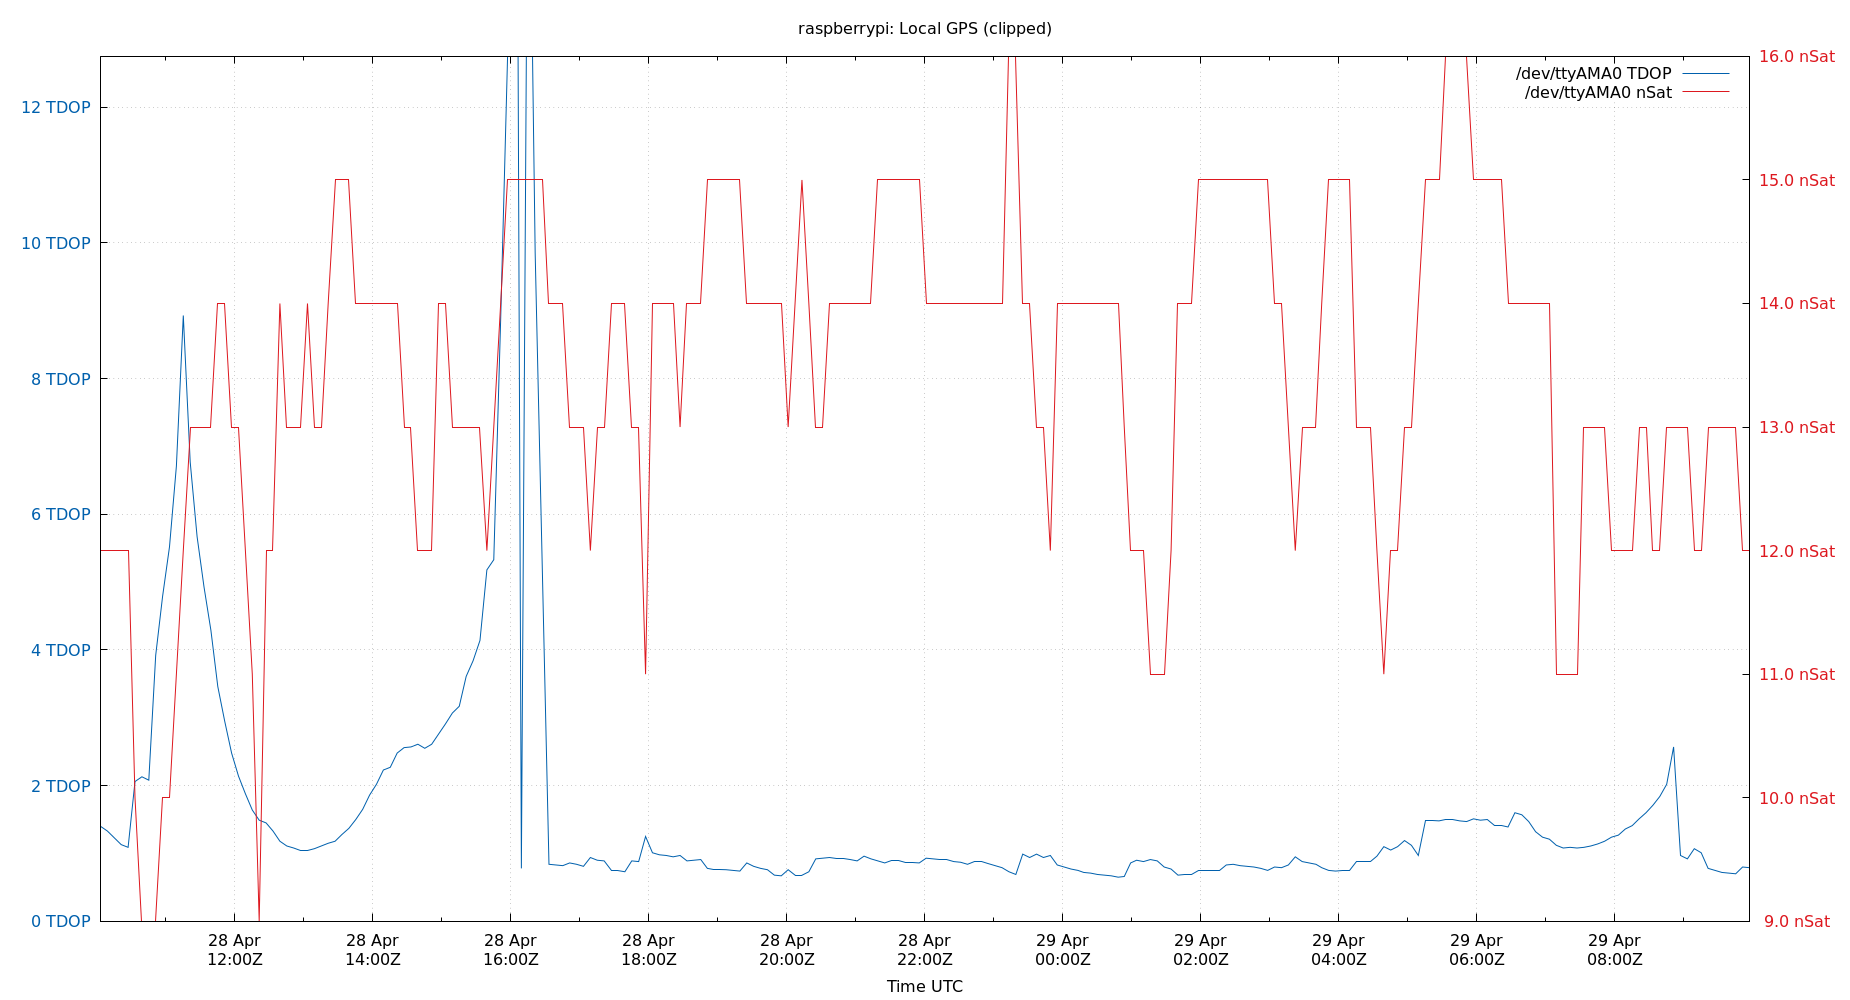 raspberrypi: Local GPS (clipped)
/dev/ttyAMA0 TDOP
/dev/ttyAMA0 nSat
12 TDOP
10 TDOP
8 TDOP
6 TDOP
4 TDOP
2 TDOP
0 TDOP
16.0 nSat
15.0 nSat
14.0 nSat
13.0 nSat
12.0 nSat
11.0 nSat
10.0 nSat
9.0 nSat
28 Apr 28 Apr 28 Apr 28 Apr 28 Apr 28 Apr 29 Apr 29 Apr 29 Apr 29 Apr 29 Apr
12:00Z 14:00Z 16:00Z 18:00Z 20:00Z 22:00Z 00:00Z 02:00Z 04:00Z 06:00Z 08:00Z
Time UTC